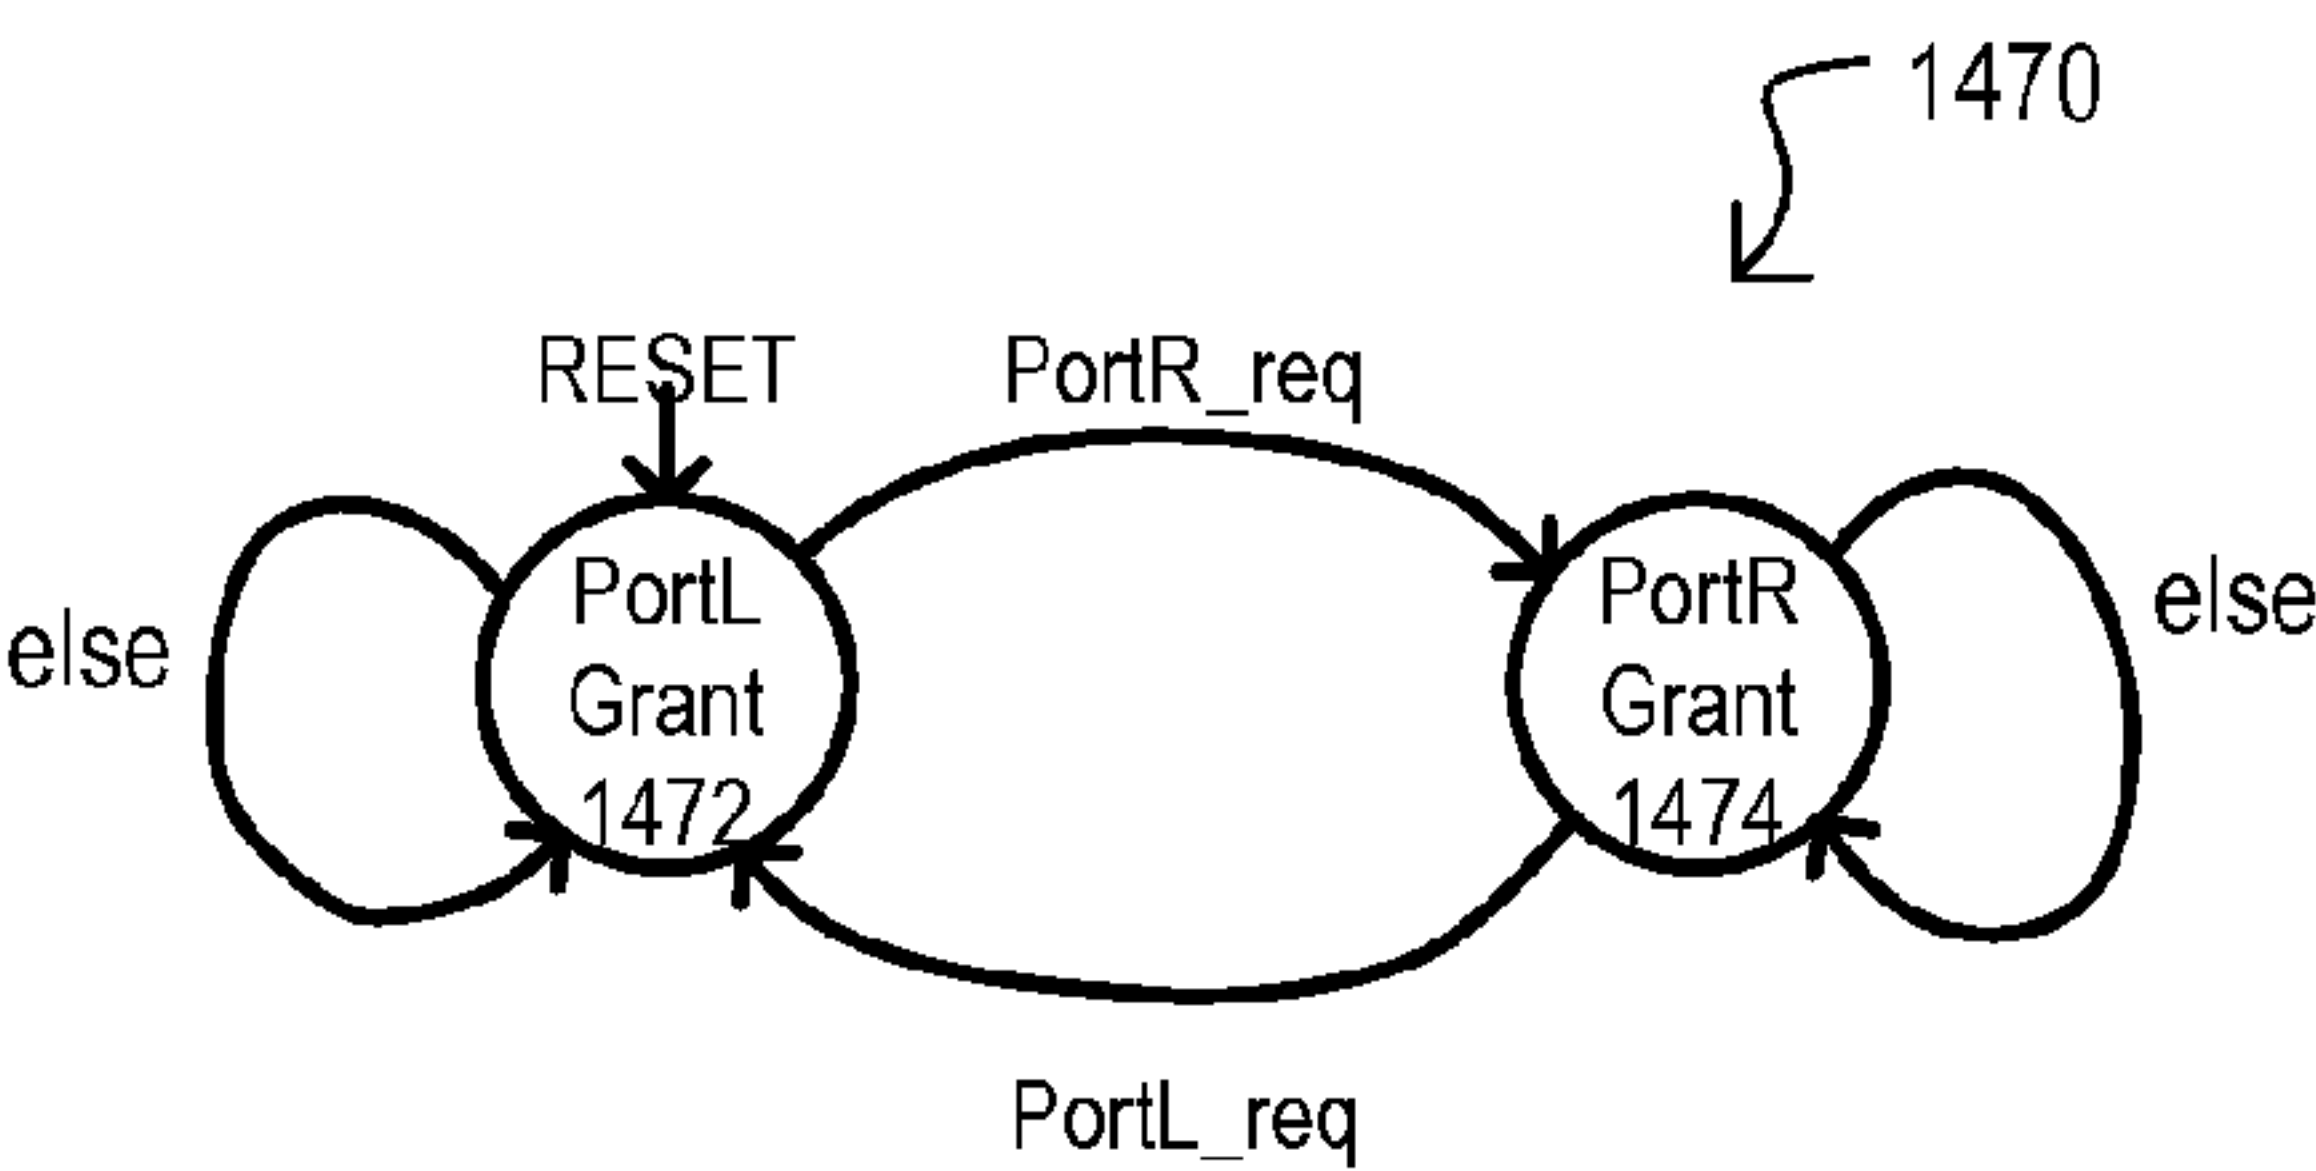 1470
RESET
PortR_req
PortL
Grant
1472
PortR
Grant
1474
else
else
PortL_req